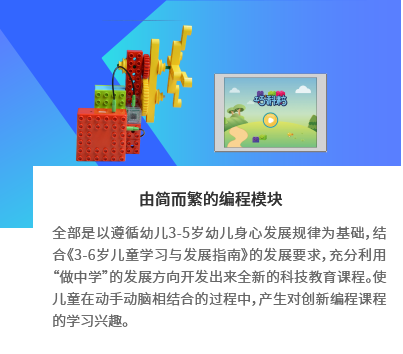 由简而繁的编程模块
全部是以遵循幼儿3-5岁幼儿身心发展规律为基础，结
合《3-6岁儿童学习与发展指南》的发展要求，充分利用
“做中学”的发展方向开发出来全新的科技教育课程。使
儿童在动手动脑相结合的过程中，产生对创新编程课程
的学习兴趣。